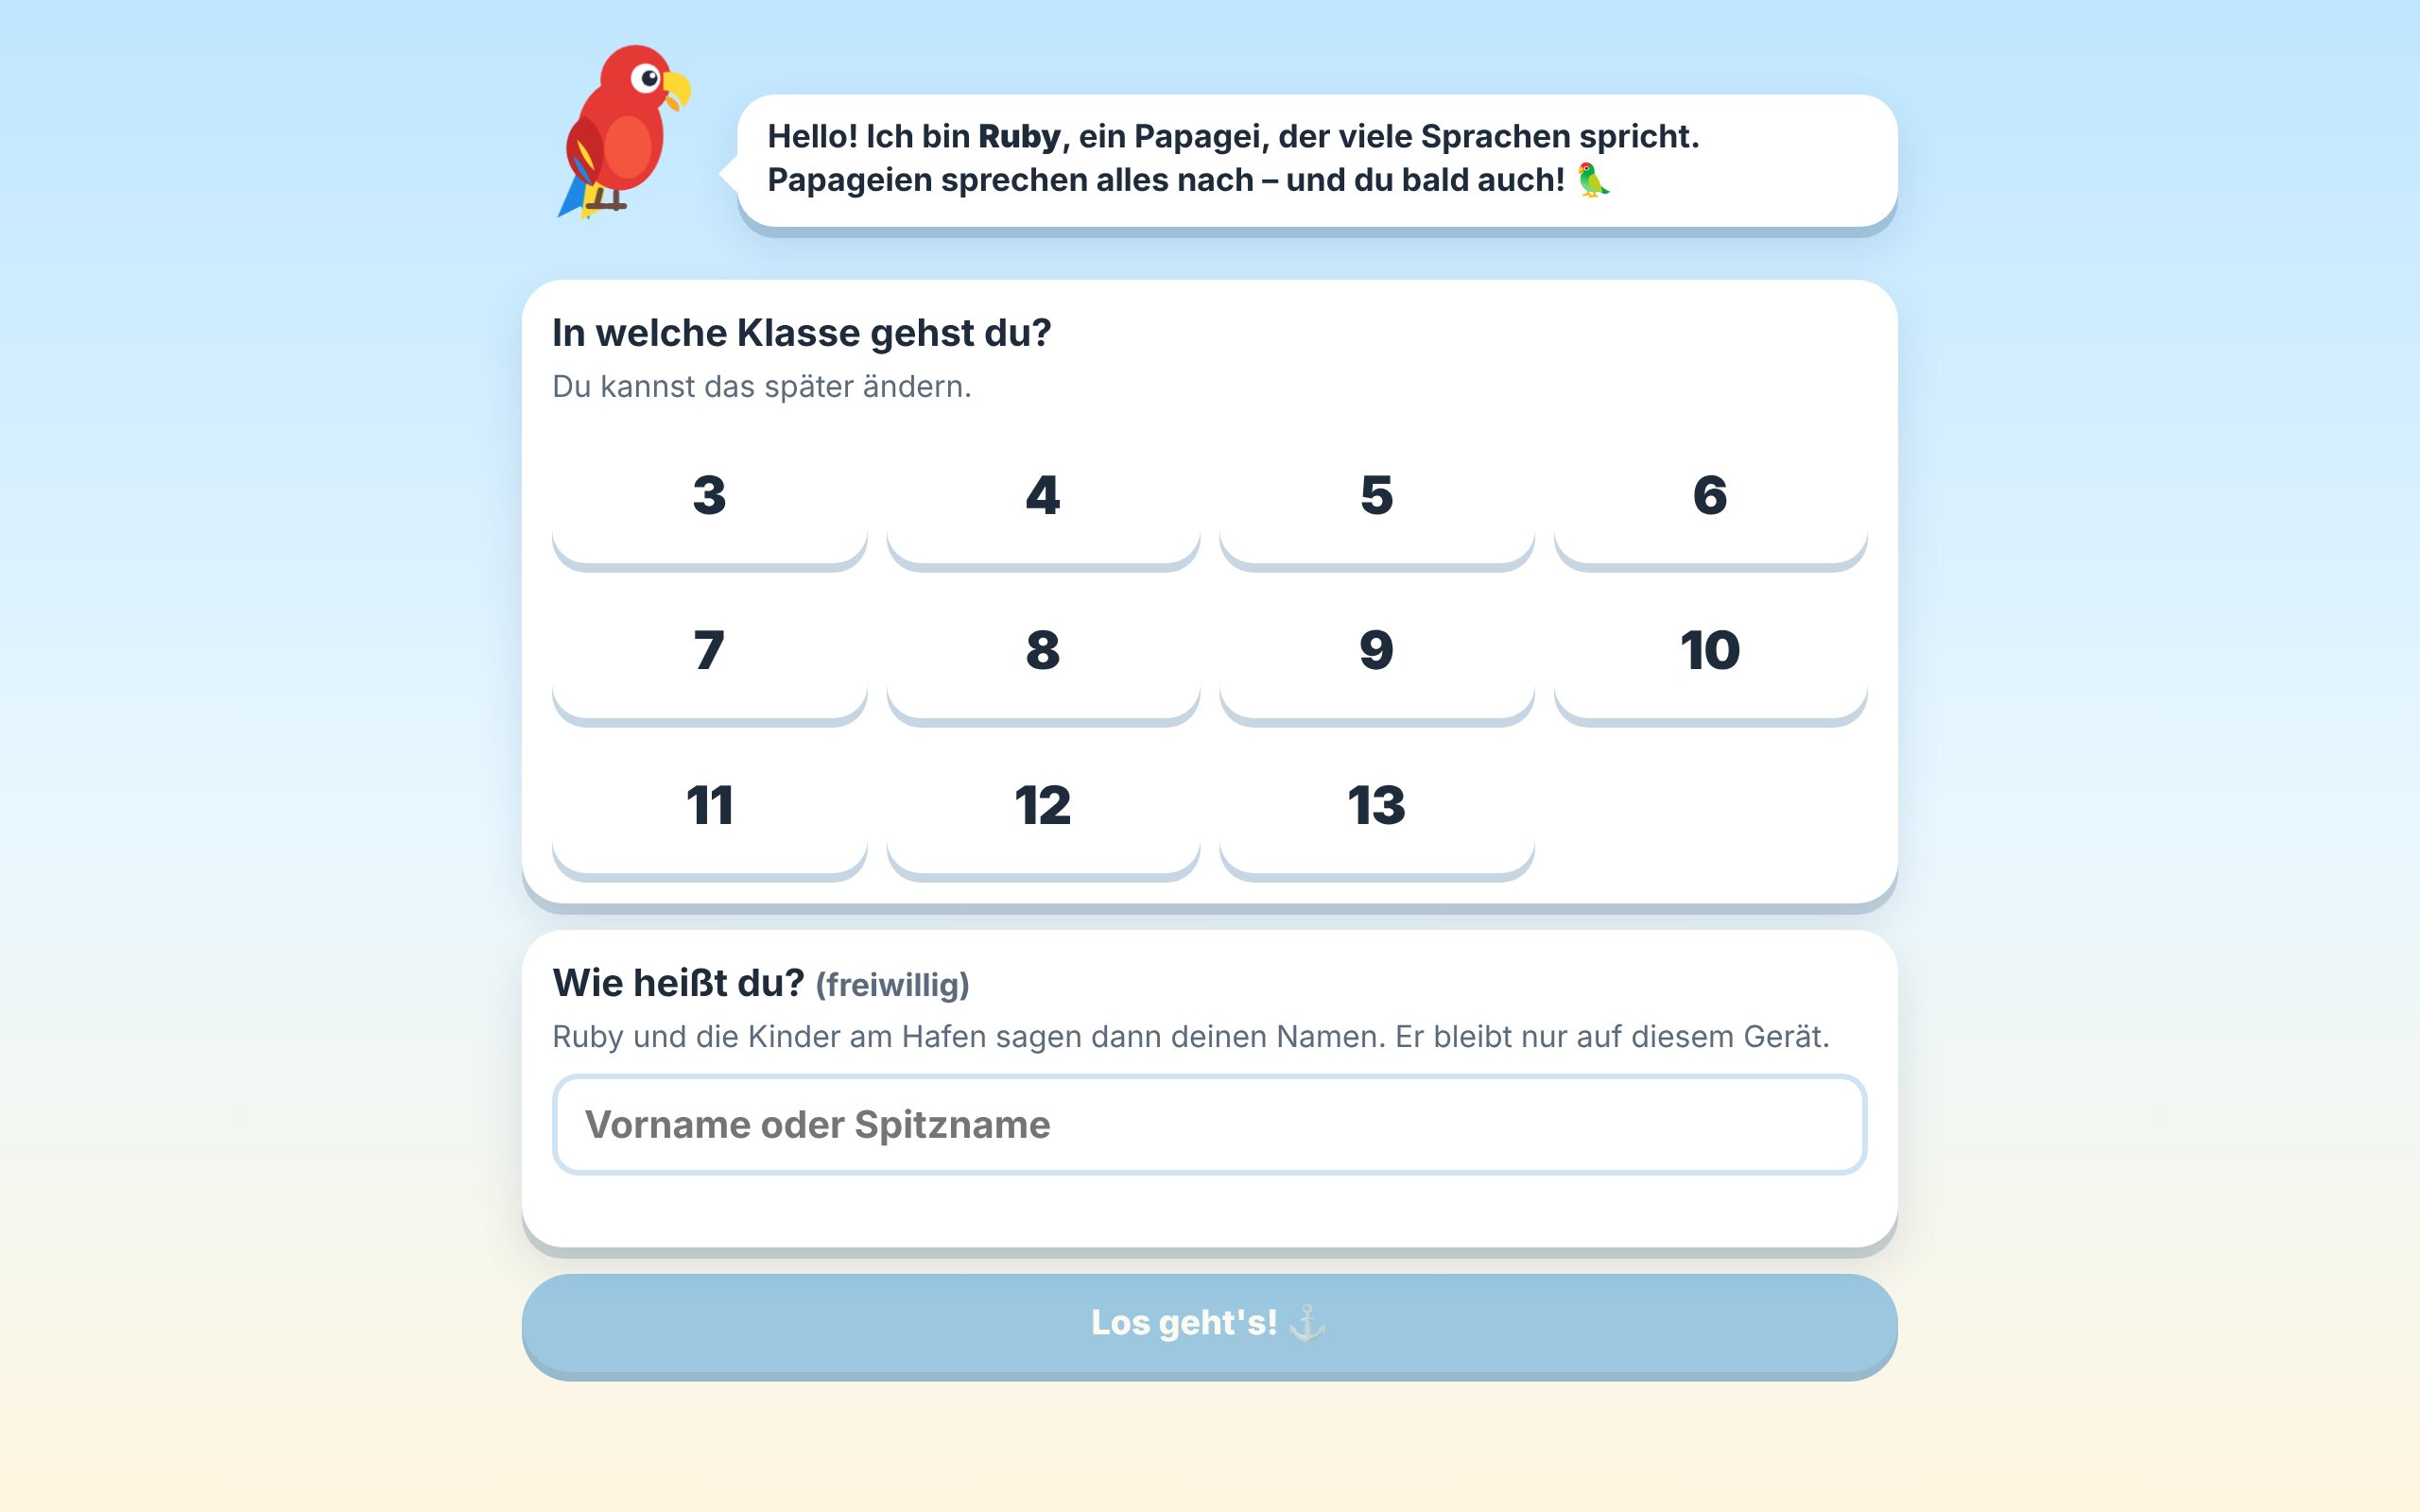 Hello! Ich bin Ruby, ein Papagei, der viele Sprachen spricht.
Papageien sprechen alles nach – und du bald auch! 🦜
In welche Klasse gehst du?
Du kannst das später ändern.
3 4 5 6
7 8 9 10
11 12 13
Wie heißt du? (freiwillig)
Ruby und die Kinder am Hafen sagen dann deinen Namen. Er bleibt nur auf diesem Gerät.
Vorname oder Spitzname
Los geht's! ⚓